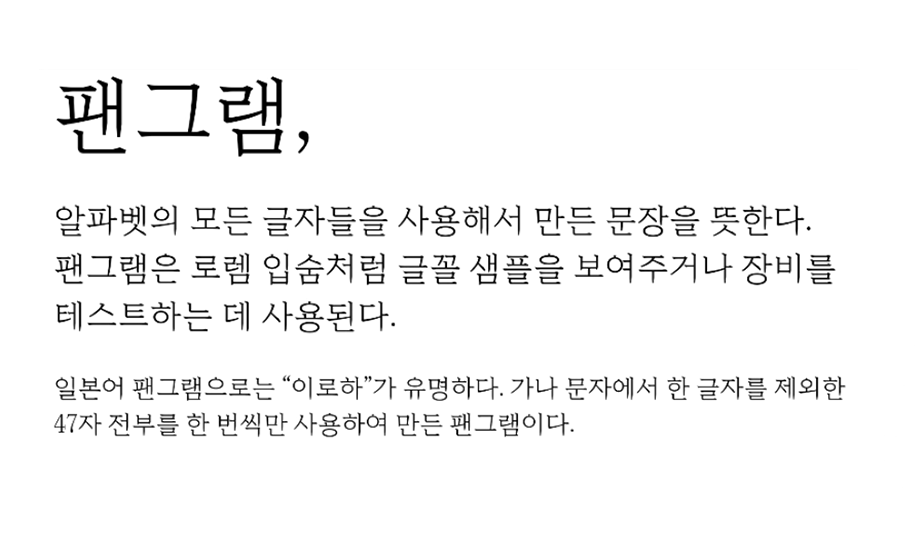 팬그램,
알파벳의 모든 글자들을 사용해서 만든 문장을 뜻한다.
팬그램은 로렘 입숨처럼 글꼴 샘플을 보여주거나 장비를
테스트하는 데 사용된다.
일본어 팬그램으로는 “이로하”가 유명하다. 가나 문자에서 한 글자를 제외한
47자 전부를 한 번씩만 사용하여 만든 팬그램이다.